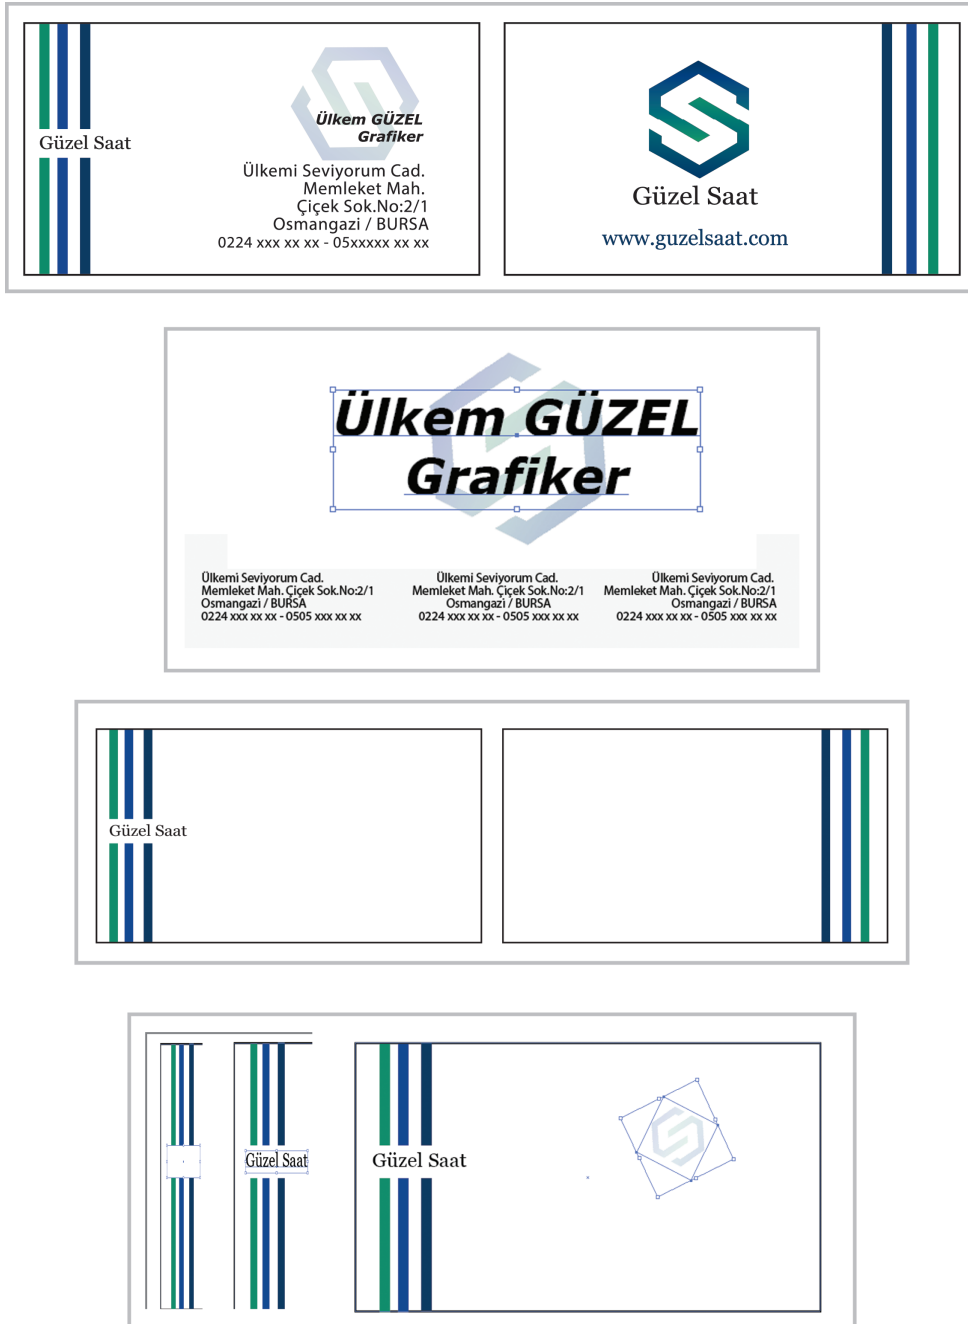 Güzel Saat
Ülkem GÜZEL
Grafiker
Ülkemi Seviyorum Cad.
Memleket Mah.
Çiçek Sok.No:2/1
Osmangazi / BURSA
0224 xxx xx xx - 05xxxxx xx xx
Güzel Saat
www.guzelsaat.com
Ülkem GÜZEL
Grafiker
Ülkemi Seviyorum Cad.
Memleket Mah. Çiçek Sok.No:2/1
Osmangazi / BURSA
0224 xxx xx xx - 0505 xxx xx xx
Ülkemi Seviyorum Cad.
Memleket Mah. Çiçek Sok.No:2/1
Osmangazi / BURSA
0224 xxx xx xx - 0505 xxx xx xx
Ülkemi Seviyorum Cad.
Memleket Mah. Çiçek Sok.No:2/1
Osmangazi / BURSA
0224 xxx xx xx - 0505 xxx xx xx
Güzel Saat
Güzel Saat
Güzel Saat